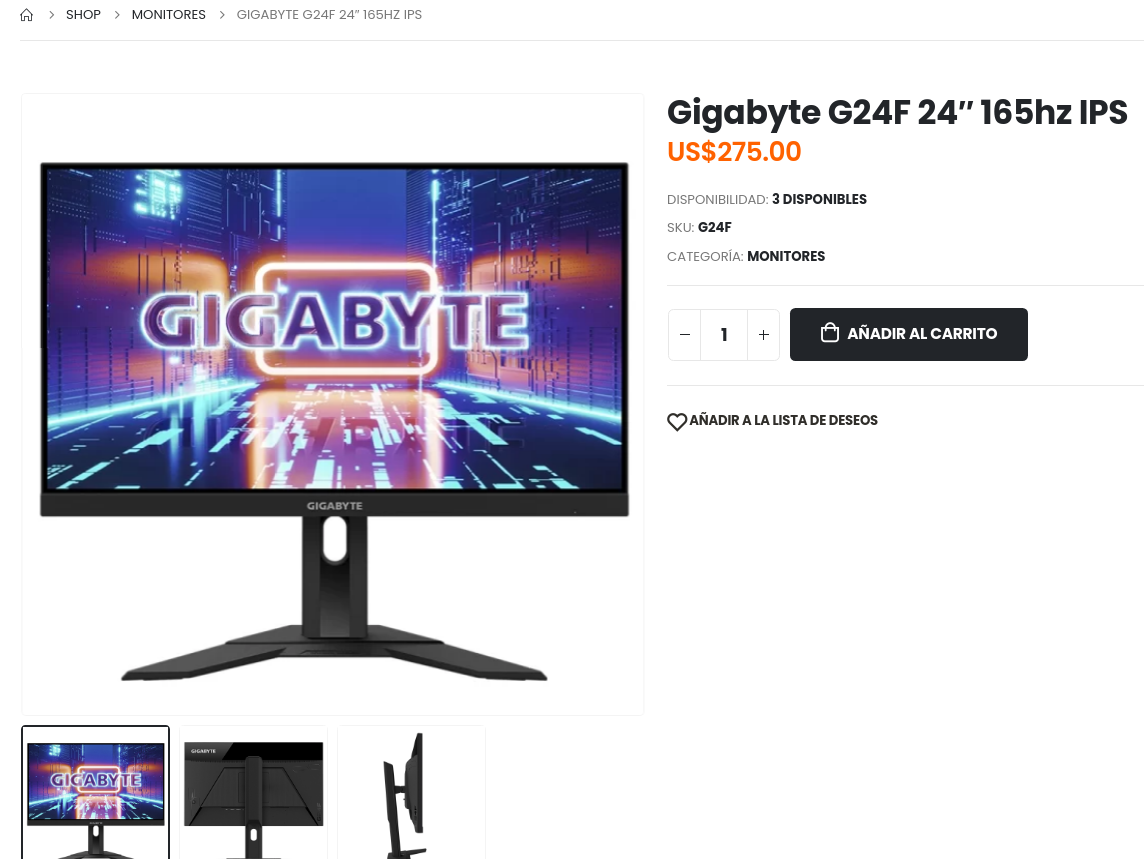 SHOP > MONITORES > GIGABYTE G24F 24″ 165HZ IPS
Gigabyte G24F 24″ 165hz IPS
US$275.00
DISPONIBILIDAD: 3 DISPONIBLES
SKU: G24F
CATEGORÍA: MONITORES
GIGABYTE
− 1 + AÑADIR AL CARRITO
AÑADIR A LA LISTA DE DESEOS
GIGABYTE
GIGABYTE
GIGABYTE